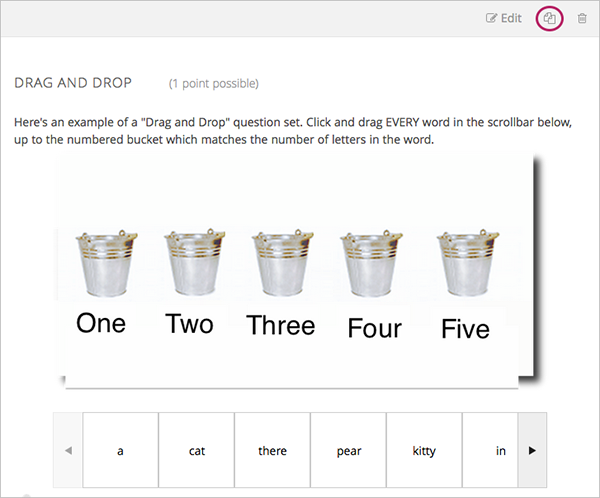 Edit
DRAG AND DROP (1 point possible)
Here's an example of a "Drag and Drop" question set. Click and drag EVERY word in the scrollbar below,
up to the numbered bucket which matches the number of letters in the word.
One Two Three Four Five
a cat there pear kitty in